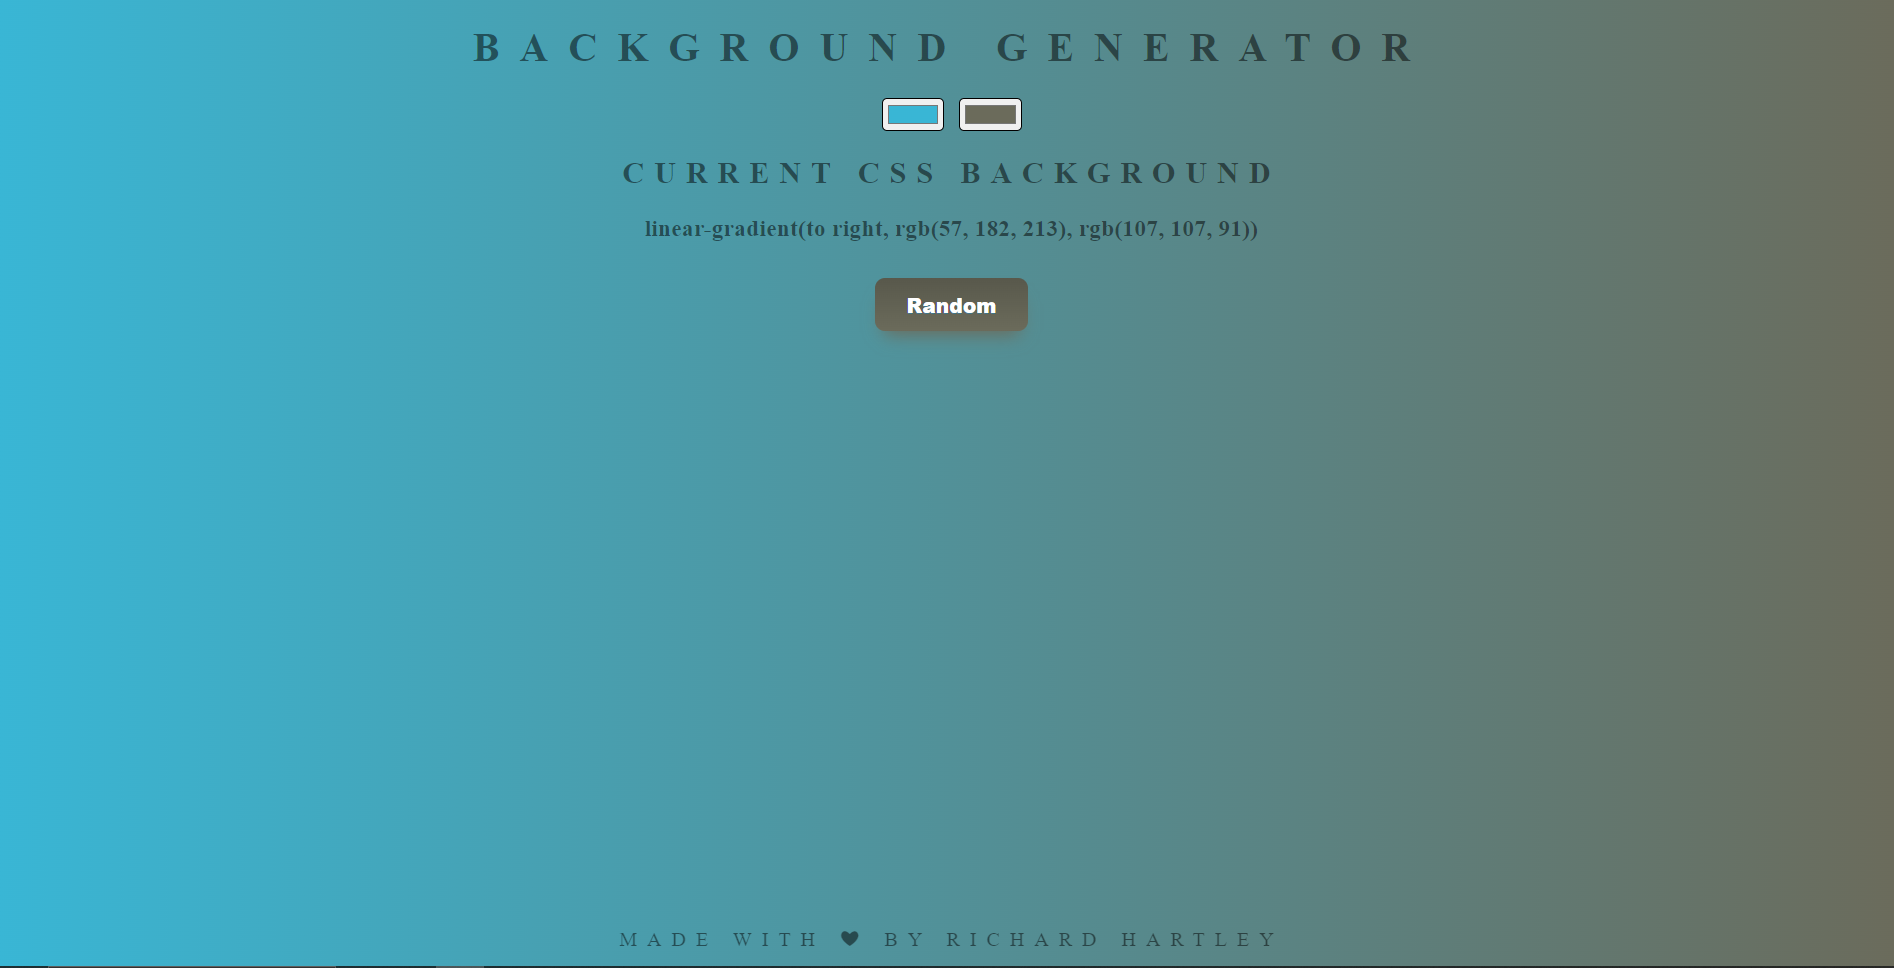 BACKGROUND GENERATOR
CURRENT CSS BACKGROUND
linear-gradient(to right, rgb(57, 182, 213), rgb(107, 107, 91))
Random
MADE WITH ♥ BY RICHARD HARTLEY